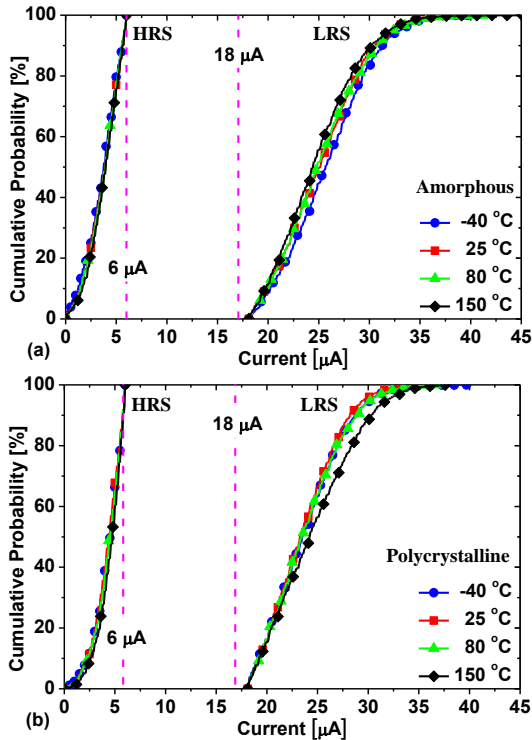 100
80
60
40
20
0
Cumulative Probability [%]
HRS
LRS
18 µA
6 µA
Amorphous
-40 °C
25 °C
80 °C
150 °C
0 5 10 15 20 25 30 35 40 45
(a)
Current [µA]
100
80
60
40
20
0
Cumulative Probability [%]
HRS
LRS
18 µA
6 µA
Polycrystalline
-40 °C
25 °C
80 °C
150 °C
0 5 10 15 20 25 30 35 40 45
(b)
Current [µA]